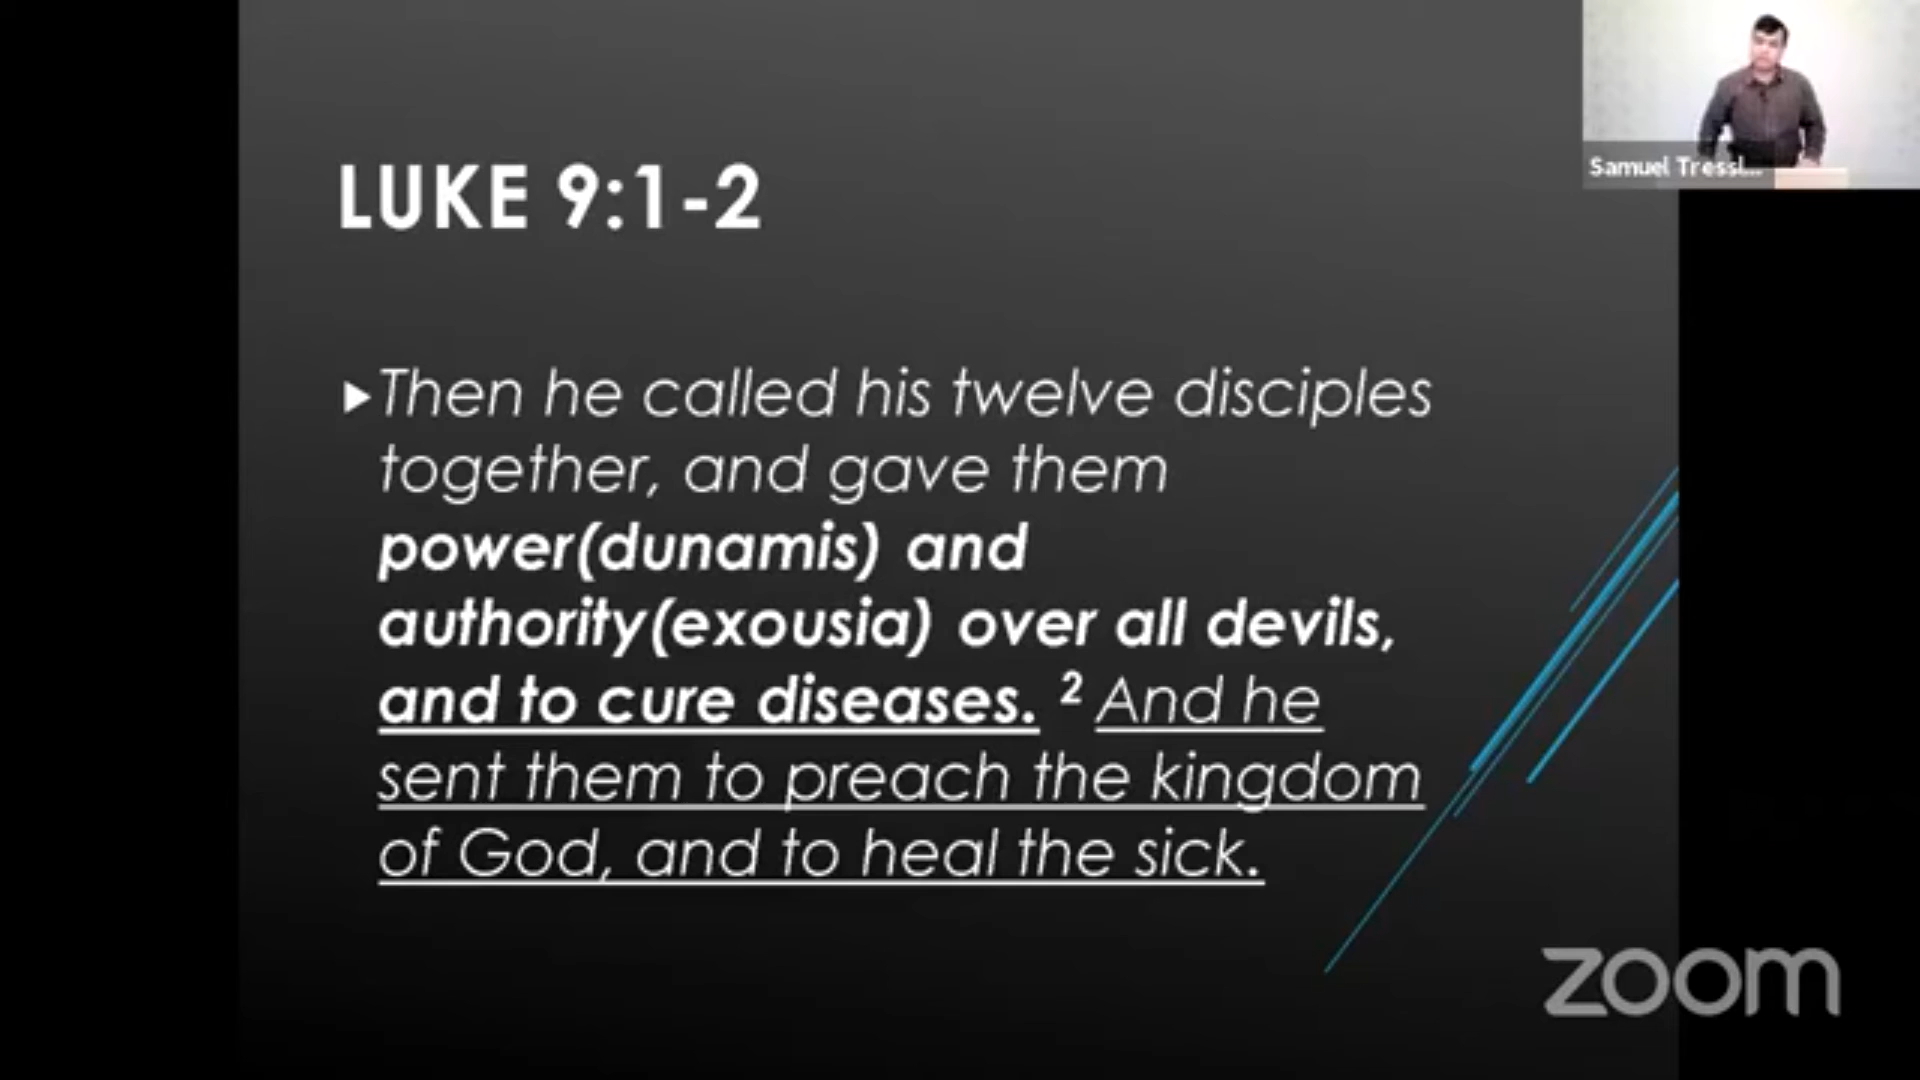 Samuel Tressl...
LUKE 9:1-2
Then he called his twelve disciples
together, and gave them
power(dunamis) and
authority(exousia) over all devils,
and to cure diseases. ² And he
sent them to preach the kingdom
of God, and to heal the sick.
zoom